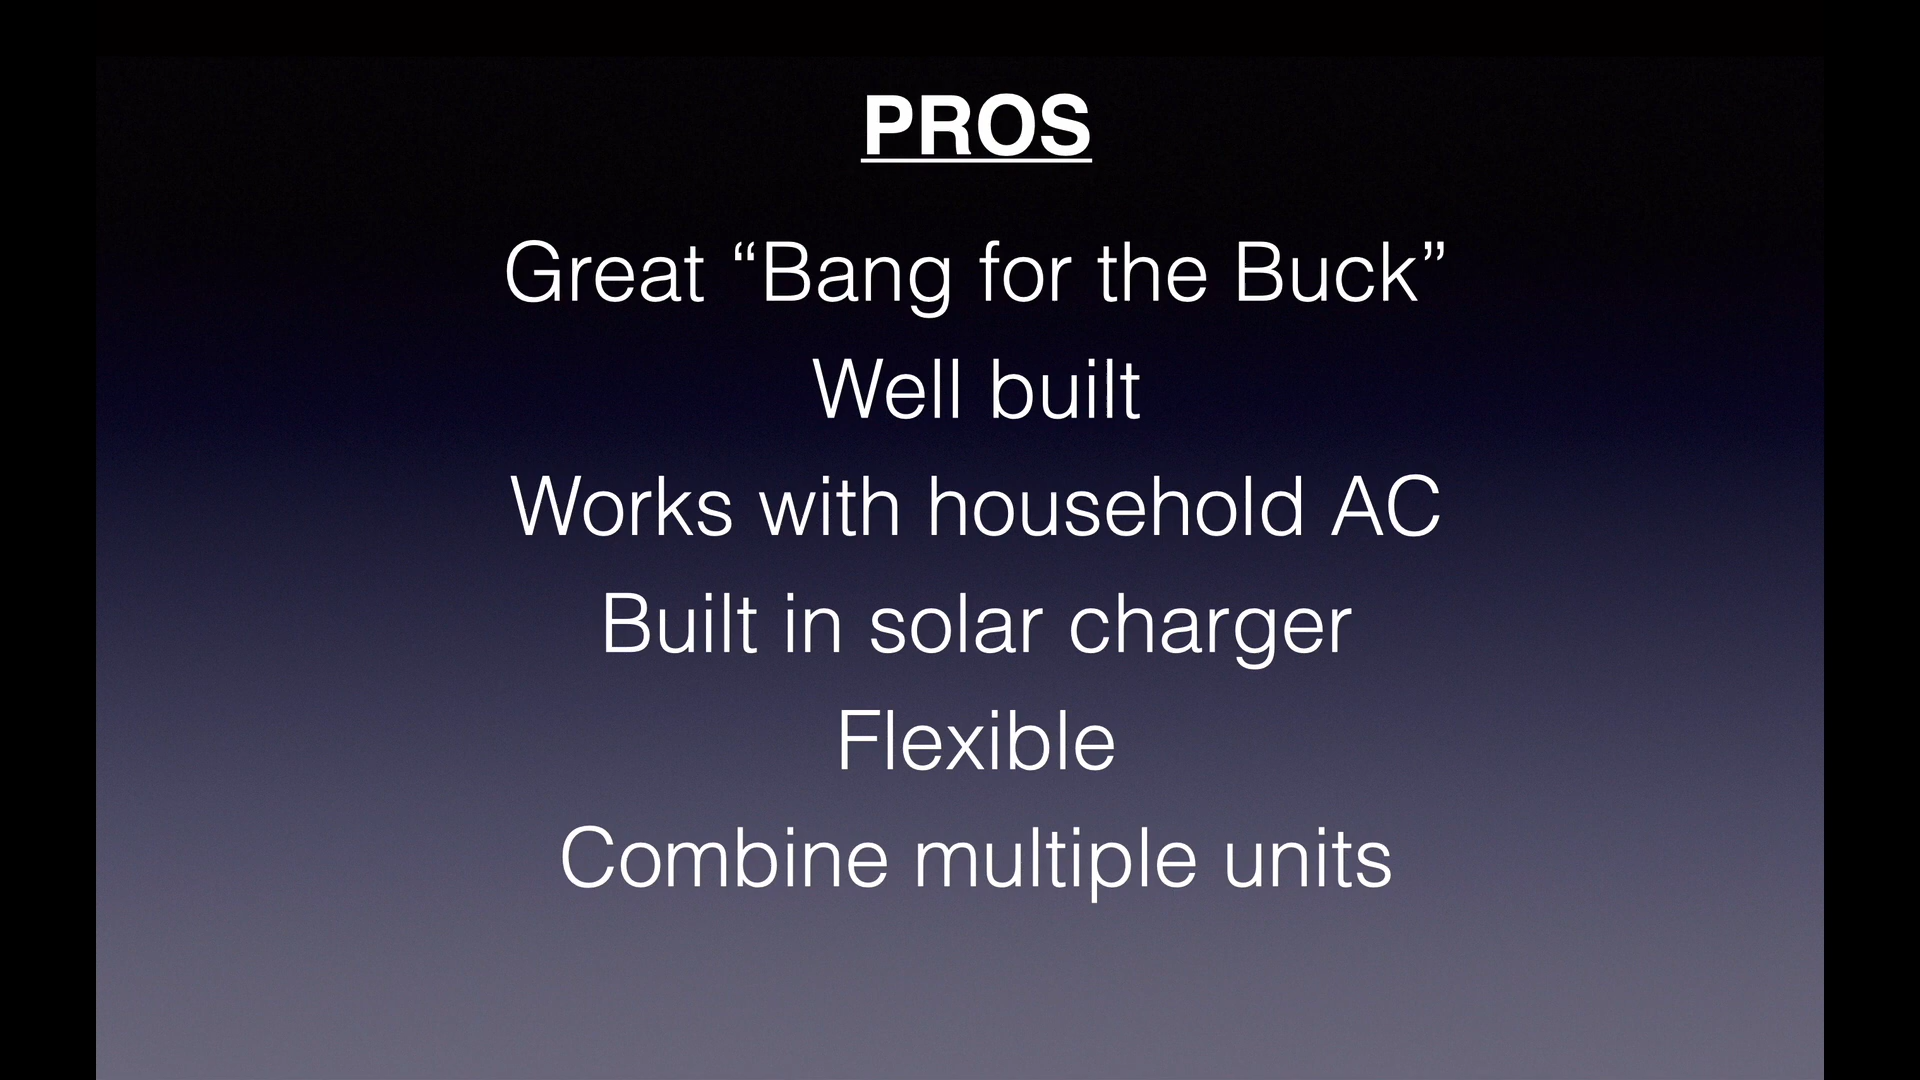 PROS
Great “Bang for the Buck”
Well built
Works with household AC
Built in solar charger
Flexible
Combine multiple units